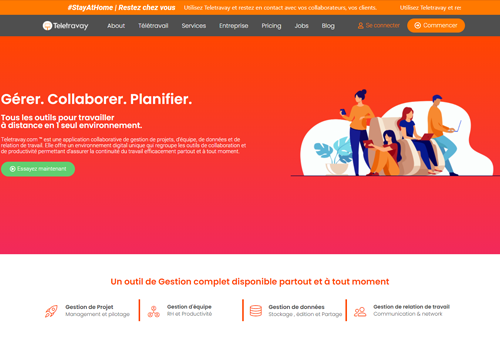 #StayAtHome | Restez chez vous
Utilisez Teletravay et restez en contact avec vos collaborateurs, vos clients.
Utilisez Teletravay et re
Teletravay
About
Télétravail
Services
Entreprise
Pricing
Jobs
Blog
Se connecter
Commencer
Gérer. Collaborer. Planifier.
Tous les outils pour travailler
à distance en 1 seul environnement.
Teletravay.com ™ est une application collaborative de gestion de projets, d'équipe, de données et de
relation de travail. Elle offre un environnement digital unique qui regroupe les outils de collaboration et
de productivité permettant d'assurer la continuité du travail efficacement partout et à tout moment.
Essayez maintenant
Un outil de Gestion complet disponible partout et à tout moment
Gestion de Projet
Management et pilotage
Gestion d'équipe
RH et Productivité
Gestion de données
Stockage , édition et Partage
Gestion de relation de travail
Communication & network